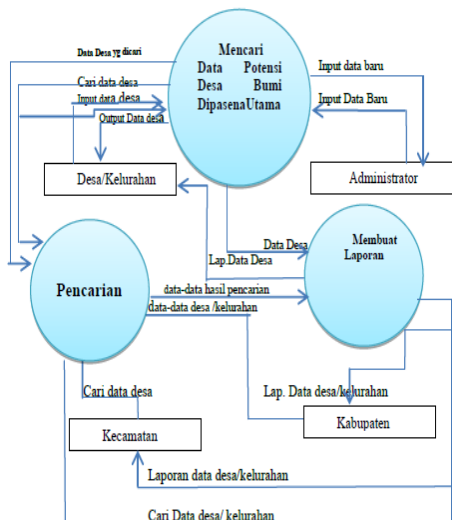 Data Desa yg dicari
Mencari
Data Potensi
Desa Bumi
DipasenaUtama
Input data baru
Cari data desa
Input data desa
Input Data Baru
Output Data desa
Desa/Kelurahan
Administrator
Data Desa
Membuat
Laporan
Lap.Data Desa
Pencarian
data-data hasil pencarian
data-data desa /kelurahan
Cari data desa
Lap. Data desa/kelurahan
Kecamatan
Kabupaten
Laporan data desa/kelurahan
Cari Data desa/ kelurahan